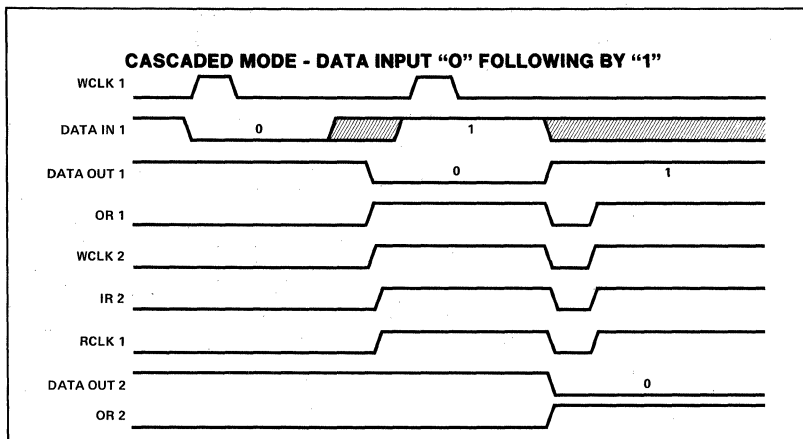 CASCADED MODE - DATA INPUT “O” FOLLOWING BY “1”
WCLK 1
DATA IN 1
0
1
DATA OUT 1
0
1
OR 1
WCLK 2
IR 2
RCLK 1
DATA OUT 2
0
OR 2